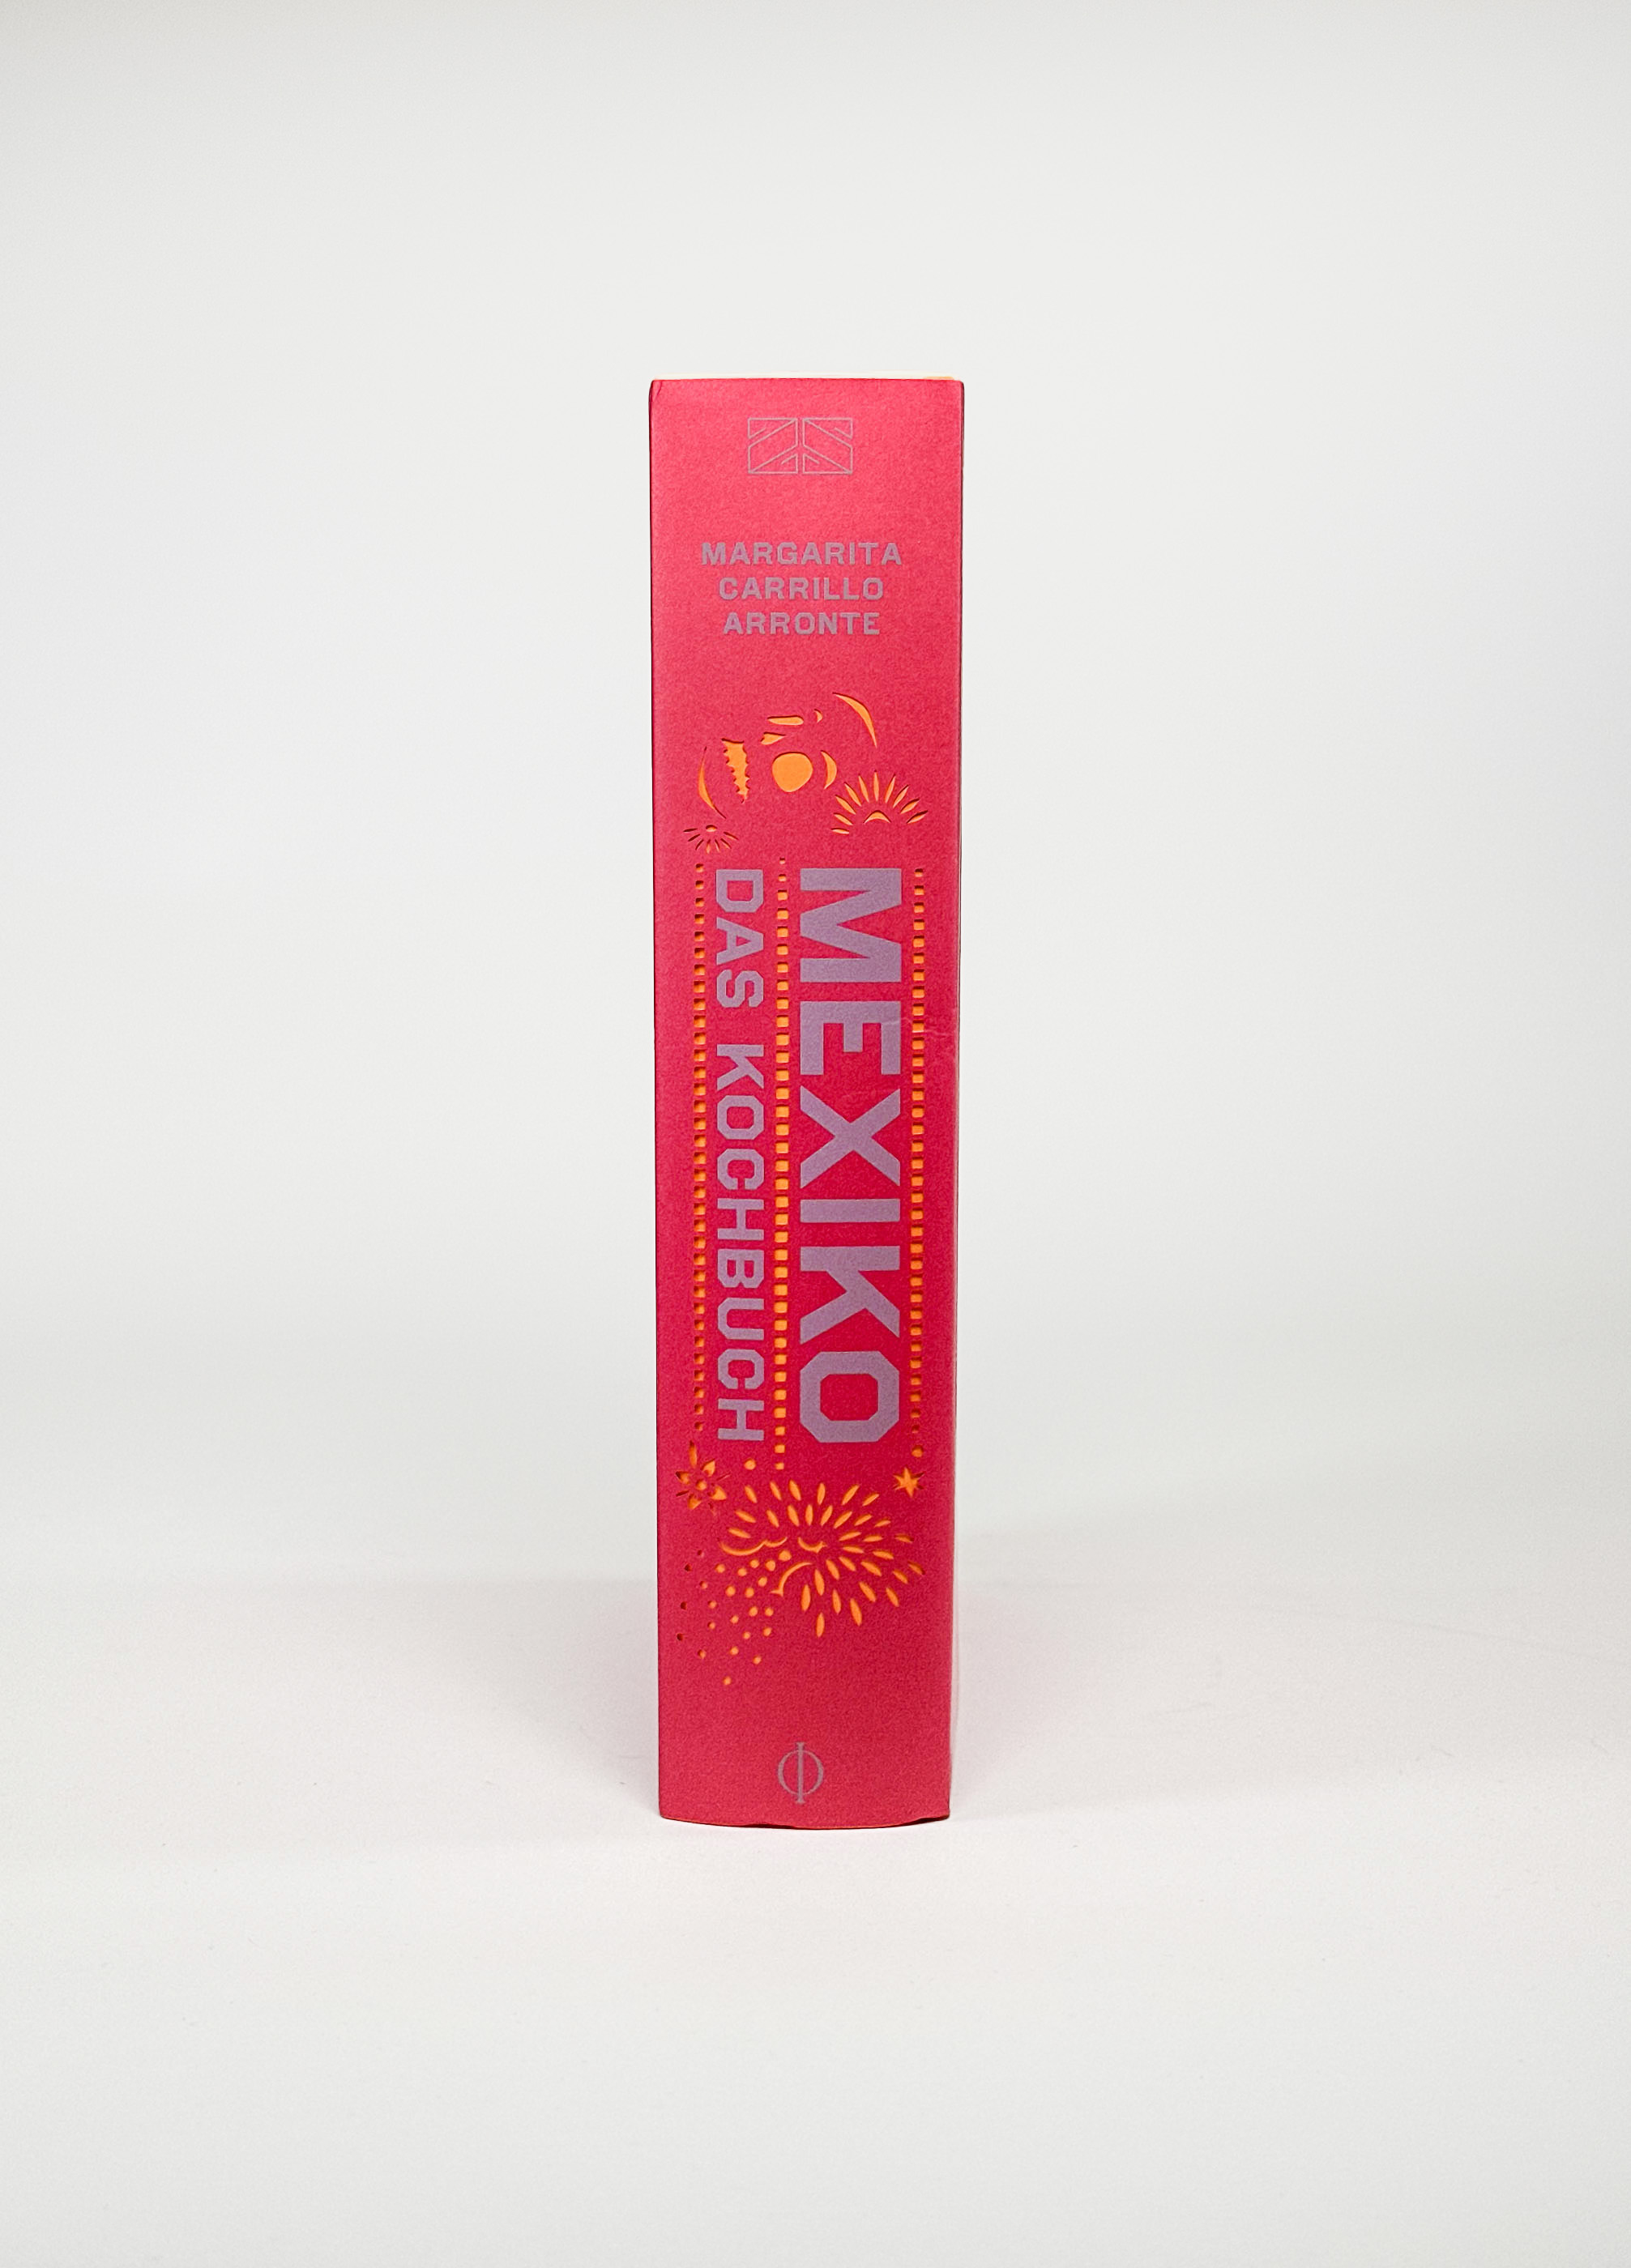 MARGARITA
CARRILLO
ARRONTE
MEXIKO
DAS KOCHBUCH